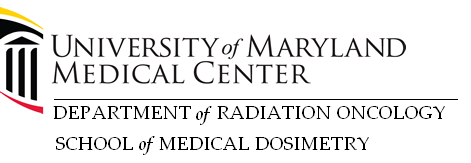 UNIVERSITY of MARYLAND
MEDICAL CENTER
DEPARTMENT of RADIATION ONCOLOGY
SCHOOL of MEDICAL DOSIMETRY